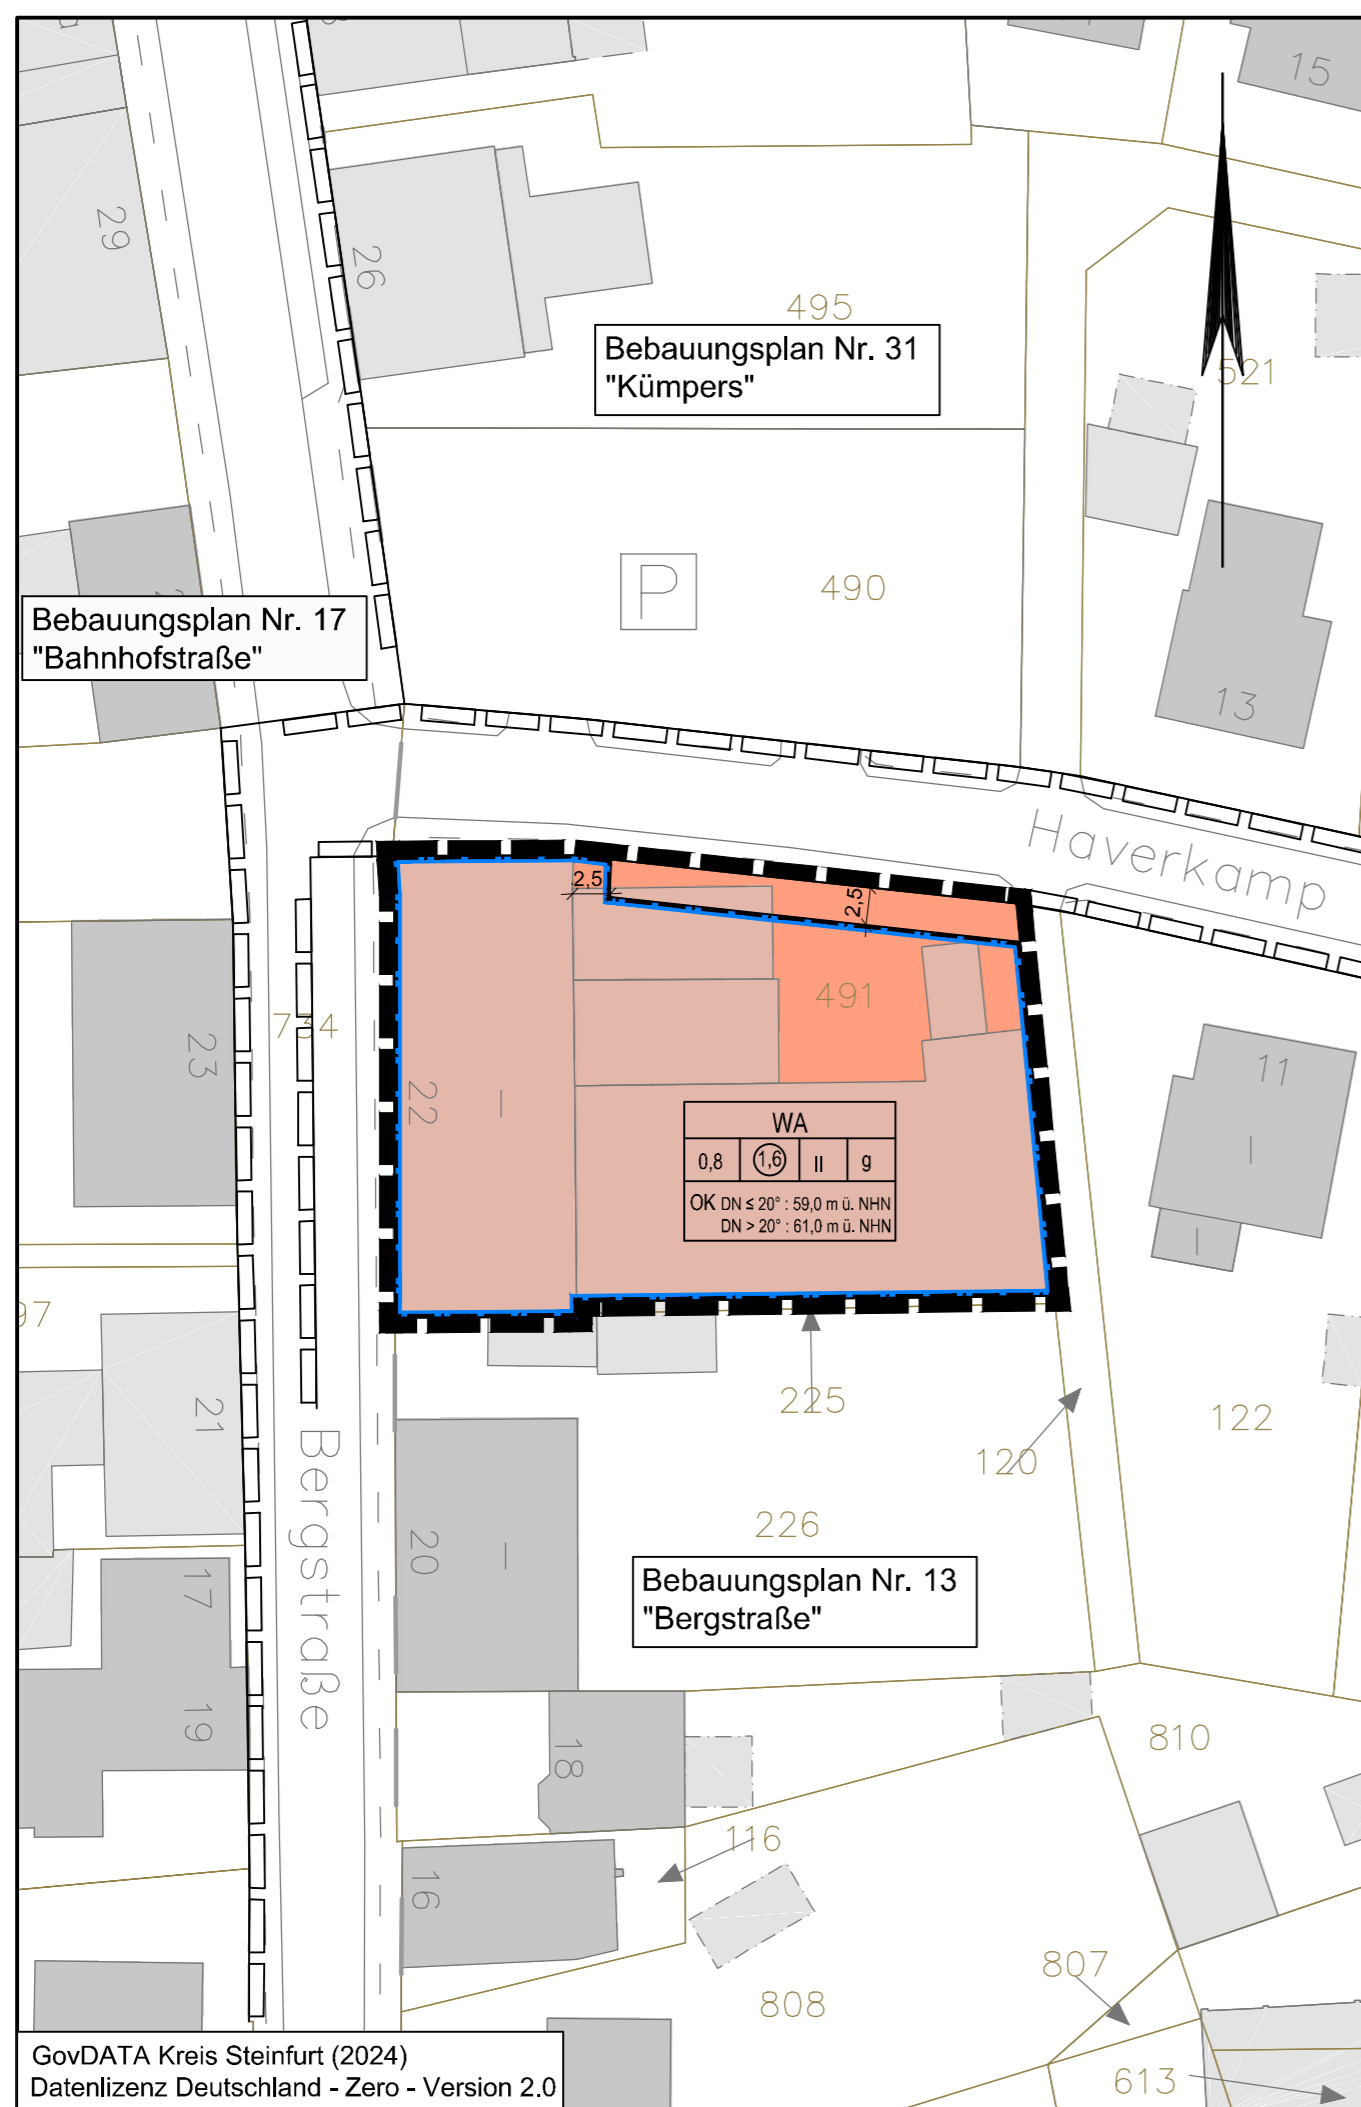 15
29
26
495
Bebauungsplan Nr. 31
"Kümpers"
521
P
490
13
Bebauungsplan Nr. 17
"Bahnhofstraße"
Haverkamp
2,5
2,5
491
734
23
22
I
11
I
WA
0,8 1,6 II g
OK DN ≤ 20° : 59,0 m ü. NHN
DN > 20° : 61,0 m ü. NHN
I
97
21
225
120
122
Bergstraße
20
I
226
Bebauungsplan Nr. 13
"Bergstraße"
17
19
18
810
116
16
807
808
613
GovDATA Kreis Steinfurt (2024)
Datenlizenz Deutschland - Zero - Version 2.0